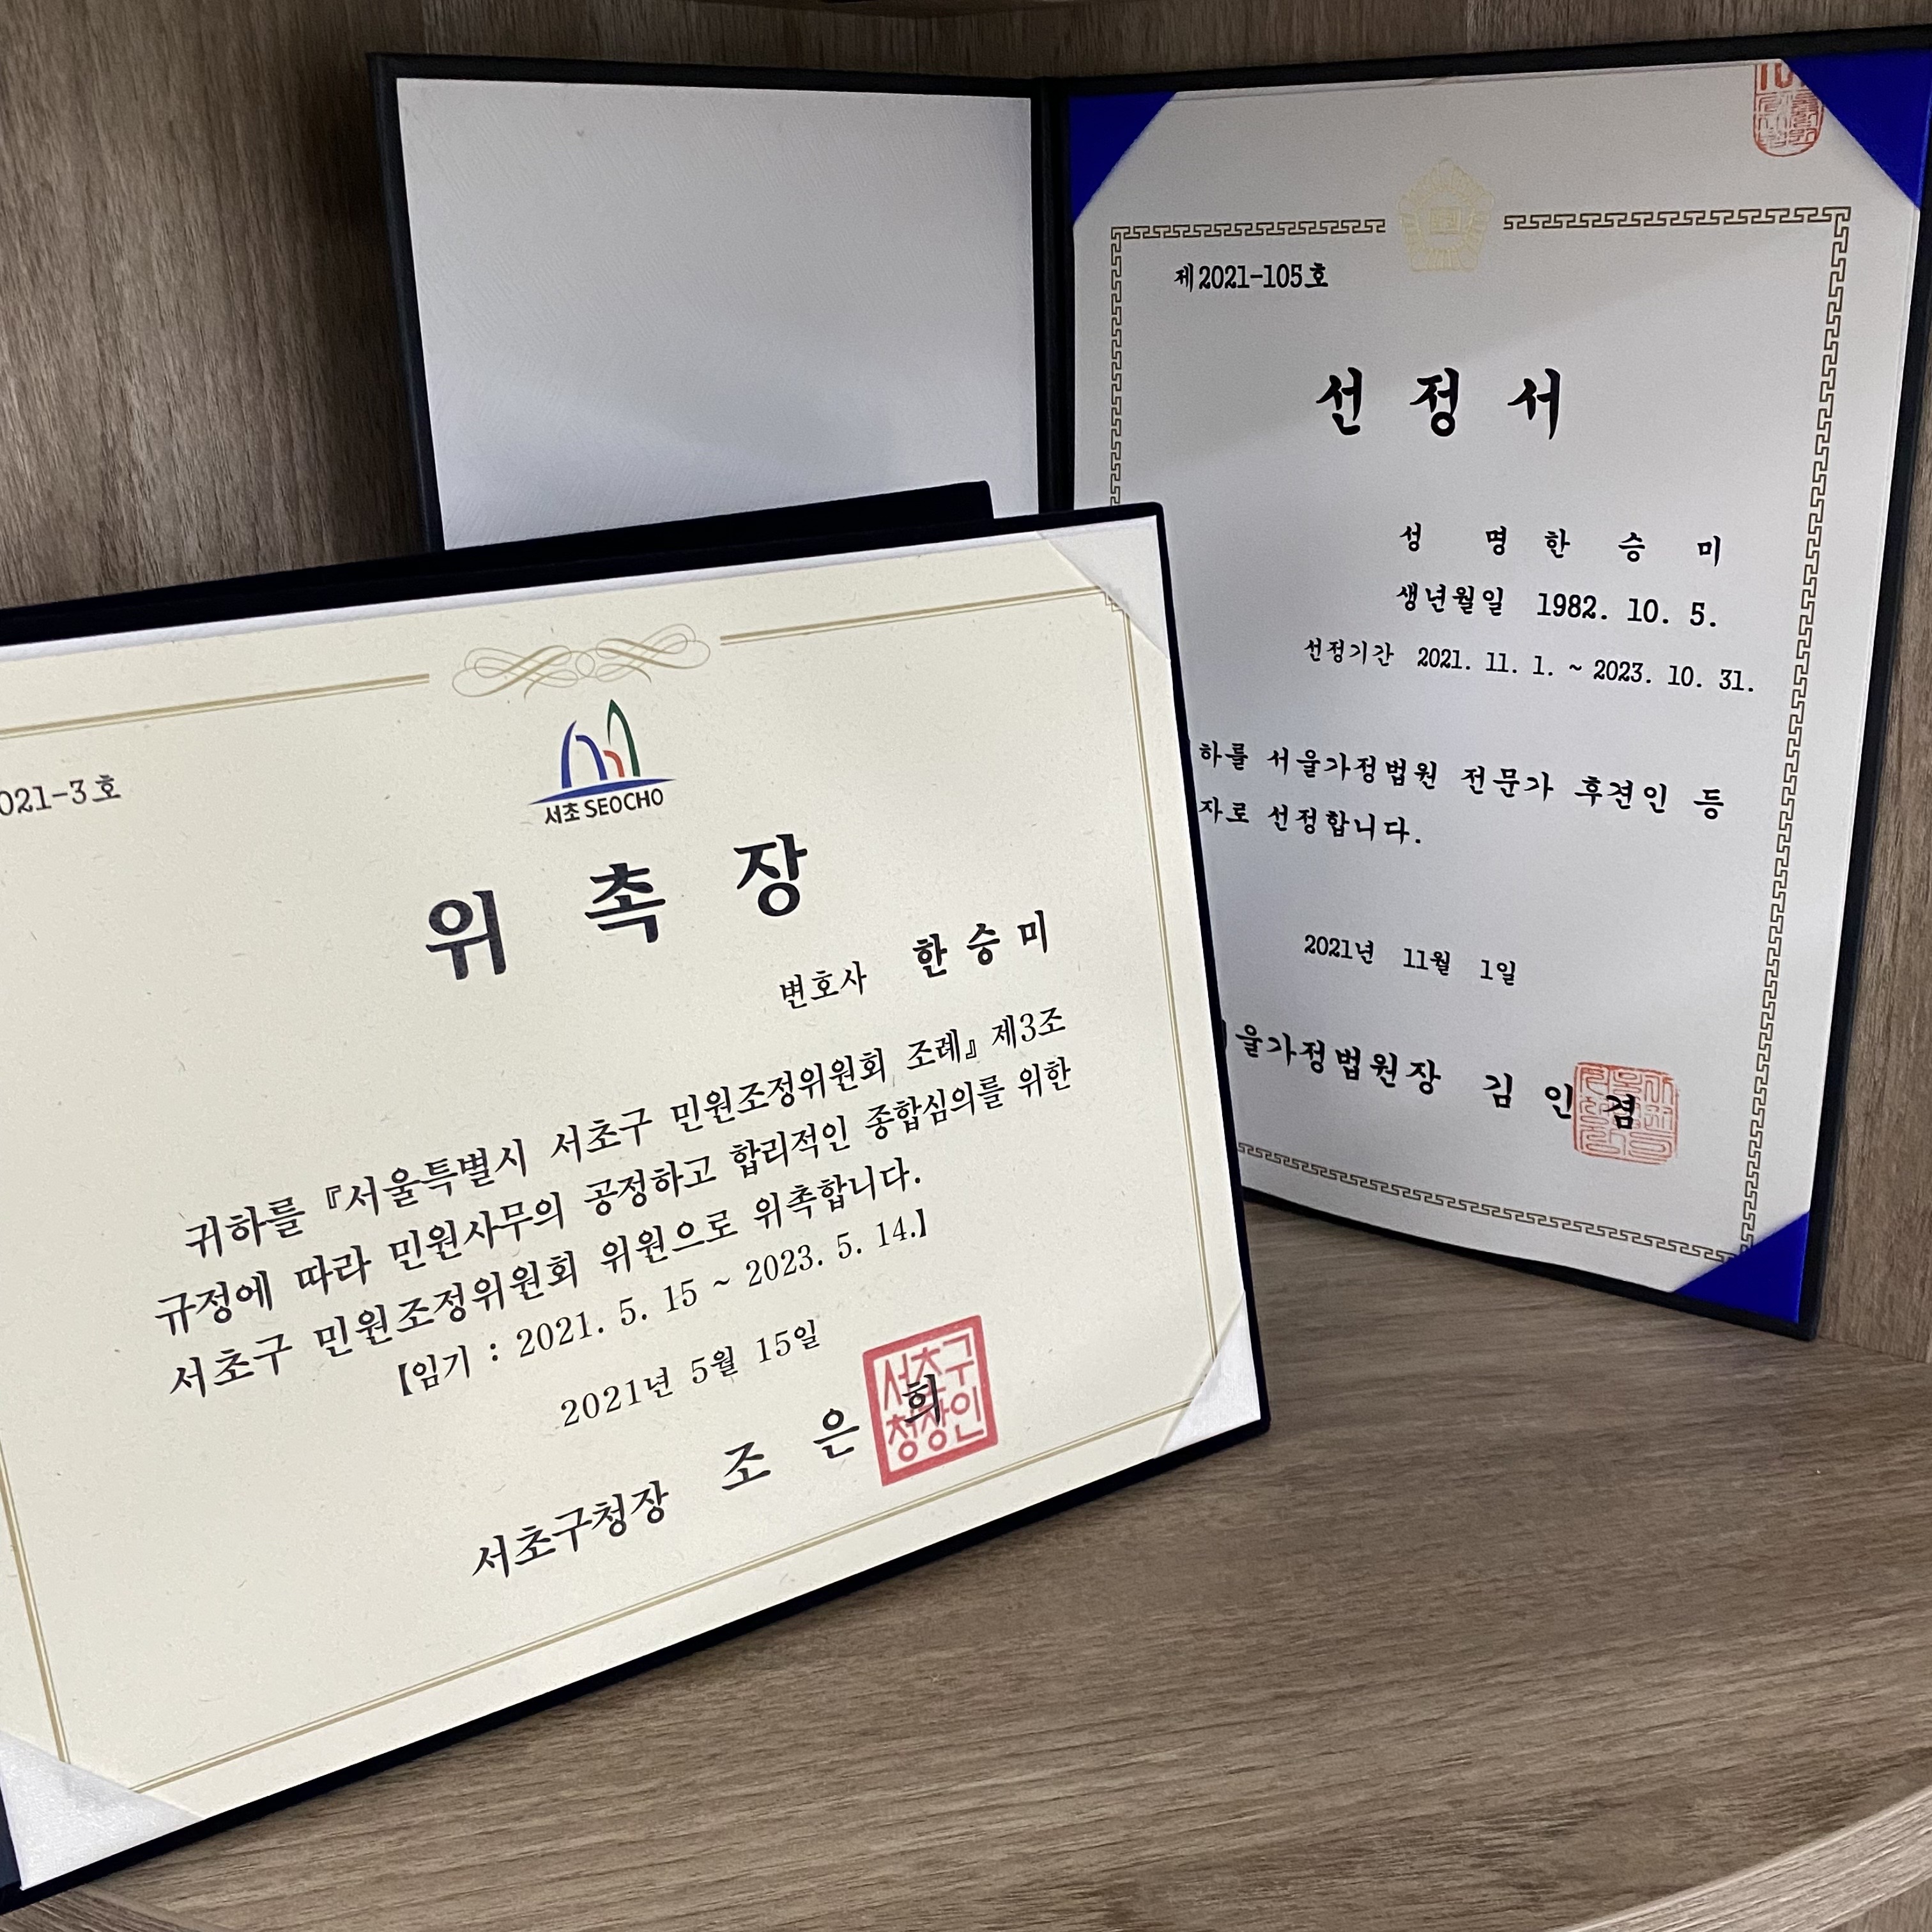 021-3호
서초 SEOCHO
위 촉 장
변호사 한 승 미
귀하를 『서울특별시 서초구 민원조정위원회 조례』 제3조
규정에 따라 민원사무의 공정하고 합리적인 종합심의를 위한
서초구 민원조정위원회 위원으로 위촉합니다.
【임기 : 2021. 5. 15 ~ 2023. 5. 14.】
2021년 5월 15일
서초구청장 조 은 희
서초구
청장인
제2021-105호
선 정 서
성 명 한 승 미
생년월일 1982. 10. 5.
선정기간 2021. 11. 1. ~ 2023. 10. 31.
하를 서울가정법원 전문가 후견인 등
자로 선정합니다.
2021년 11월 1일
울가정법원장 김 인 겸